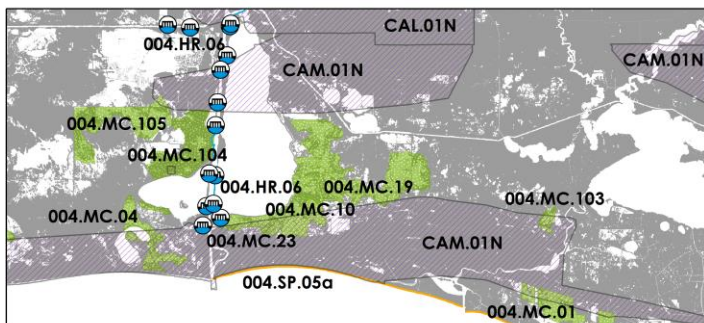 CAL.01N
004.HR.06
CAM.01N
CAM.01N
004.MC.105
004.MC.104
004.HR.06
004.MC.19
004.MC.103
004.MC.04
004.MC.10
004.MC.23
CAM.01N
004.SP.05a
004.MC.01